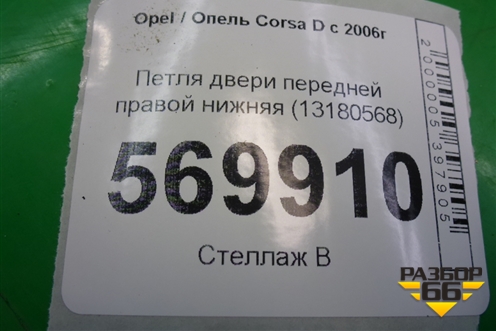 Opel / Опель Corsa D с 2006г
Петля двери передней
правой нижняя (13180568)
569910
Стеллаж В
2000005397905
РАЗБОР
66